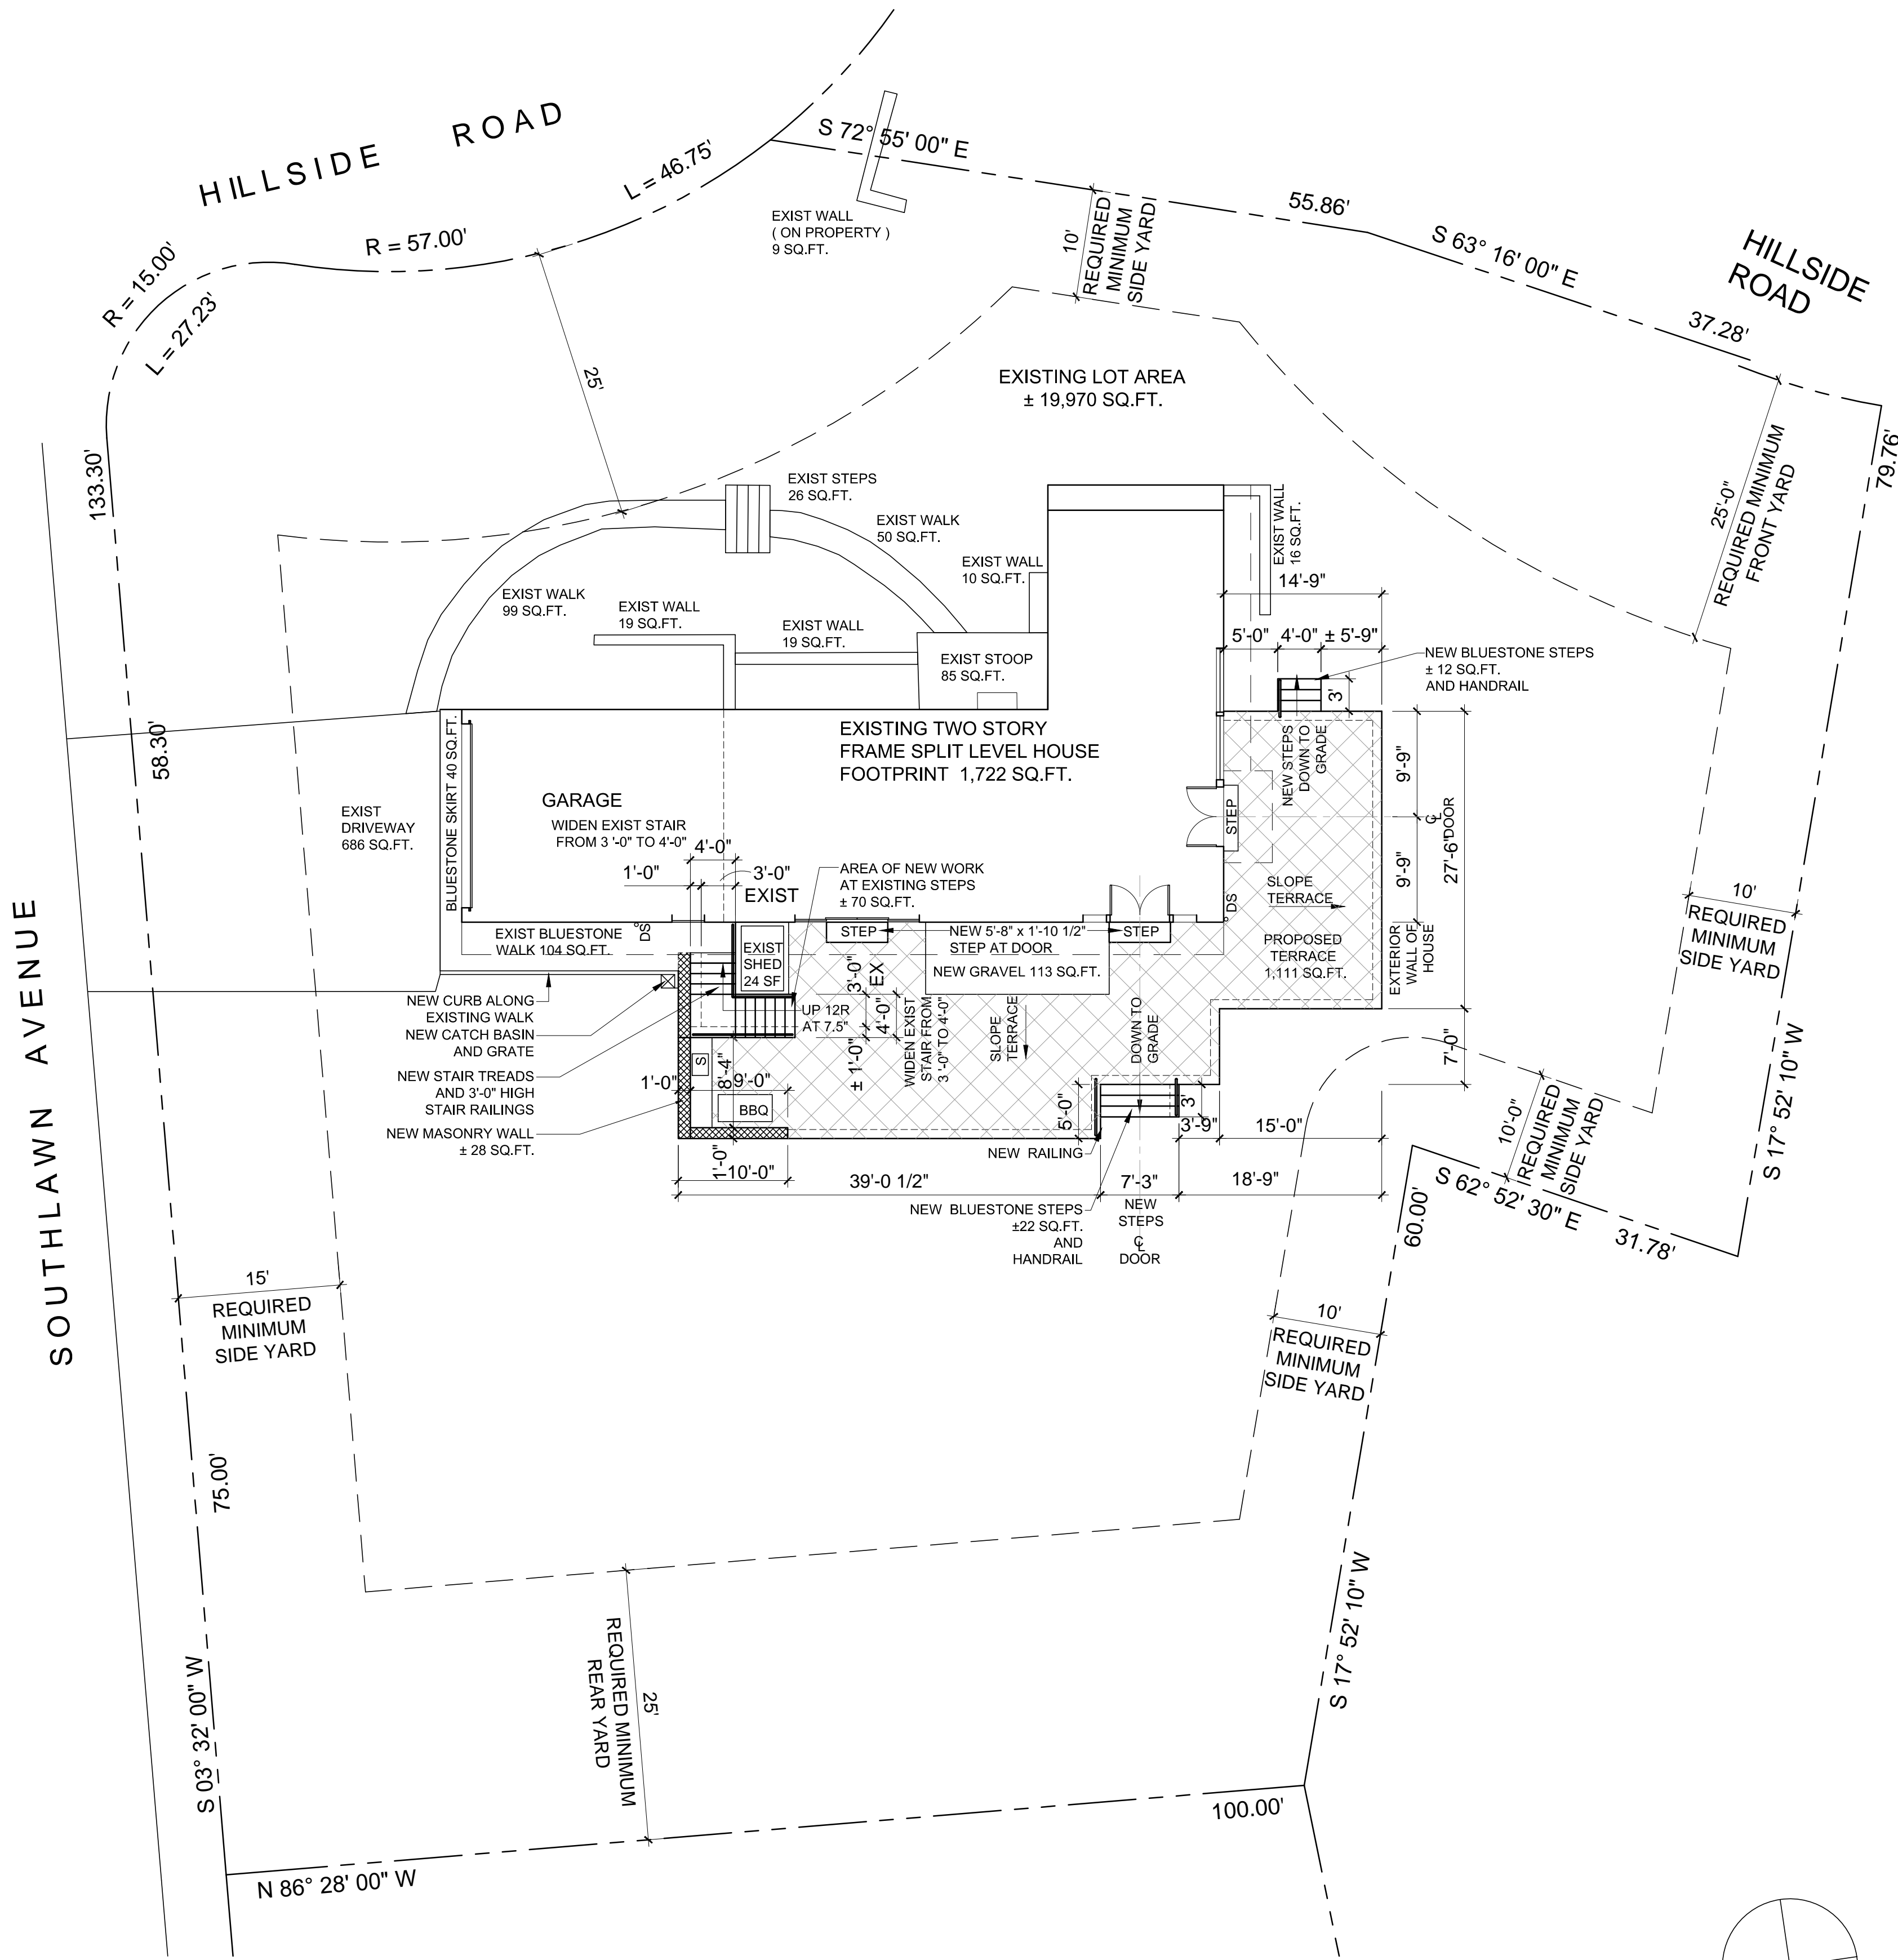 HILLSIDE ROAD
S 72° 55' 00" E
L = 46.75'
R = 57.00'
R = 15.00'
L = 27.23'
EXIST WALL
( ON PROPERTY )
9 SQ.FT.
10'
REQUIRED
MINIMUM
SIDE YARD
55.86'
S 63° 16' 00" E
HILLSIDE
ROAD
37.28'
25'
EXISTING LOT AREA
± 19,970 SQ.FT.
133.30'
79.76'
25'-0"
REQUIRED MINIMUM
FRONT YARD
EXIST STEPS
26 SQ.FT.
EXIST WALK
50 SQ.FT.
EXIST WALL
10 SQ.FT.
EXIST WALL
16 SQ.FT.
14'-9"
EXIST WALK
99 SQ.FT.
EXIST WALL
19 SQ.FT.
EXIST WALL
19 SQ.FT.
EXIST STOOP
85 SQ.FT.
5'-0"
4'-0"
± 5'-9"
3'
NEW BLUESTONE STEPS
± 12 SQ.FT.
AND HANDRAIL
58.30'
EXISTING TWO STORY
FRAME SPLIT LEVEL HOUSE
FOOTPRINT 1,722 SQ.FT.
NEW STEPS
DOWN TO
GRADE
9'-9"
EXIST
DRIVEWAY
686 SQ.FT.
BLUESTONE SKIRT 40 SQ.FT.
GARAGE
WIDEN EXIST STAIR
FROM 3 '-0" TO 4'-0"
STEP
CL DOOR
27'-6"
9'-9"
4'-0"
1'-0"
3'-0"
EXIST
AREA OF NEW WORK
AT EXISTING STEPS
± 70 SQ.FT.
SLOPE
TERRACE
DS
EXIST BLUESTONE
WALK 104 SQ.FT.
DS
EXIST
SHED
24 SF
STEP
NEW 5'-8" x 1'-10 1/2"
STEP AT DOOR
STEP
NEW GRAVEL 113 SQ.FT.
PROPOSED
TERRACE
1,111 SQ.FT.
EXTERIOR
WALL OF
HOUSE
10'
REQUIRED
MINIMUM
SIDE YARD
NEW CURB ALONG
EXISTING WALK
NEW CATCH BASIN
AND GRATE
UP 12R
AT 7.5"
3'-0"
EX
4'-0"
± 1'-0"
WIDEN EXIST
STAIR FROM
3 '-0" TO 4'-0"
SLOPE
TERRACE
DOWN TO
GRADE
7'-0"
NEW STAIR TREADS
AND 3'-0" HIGH
STAIR RAILINGS
S
8'-4"
1'-0"
9'-0"
BBQ
NEW MASONRY WALL
± 28 SQ.FT.
5'-0"
3'
3'-9"
15'-0"
NEW RAILING
1'-0"
10'-0"
39'-0 1/2"
7'-3"
18'-9"
NEW BLUESTONE STEPS
±22 SQ.FT.
AND
HANDRAIL
NEW
STEPS
CL
DOOR
10'-0"
REQUIRED
MINIMUM
SIDE YARD
S 17° 52' 10" W
S 62° 52' 30" E
31.78'
60.00'
SOUTHLAWN AVENUE
15'
REQUIRED
MINIMUM
SIDE YARD
10'
REQUIRED
MINIMUM
SIDE YARD
75.00'
S 17° 52' 10" W
S 03° 32' 00" W
25'
REQUIRED MINIMUM
REAR YARD
100.00'
N 86° 28' 00" W